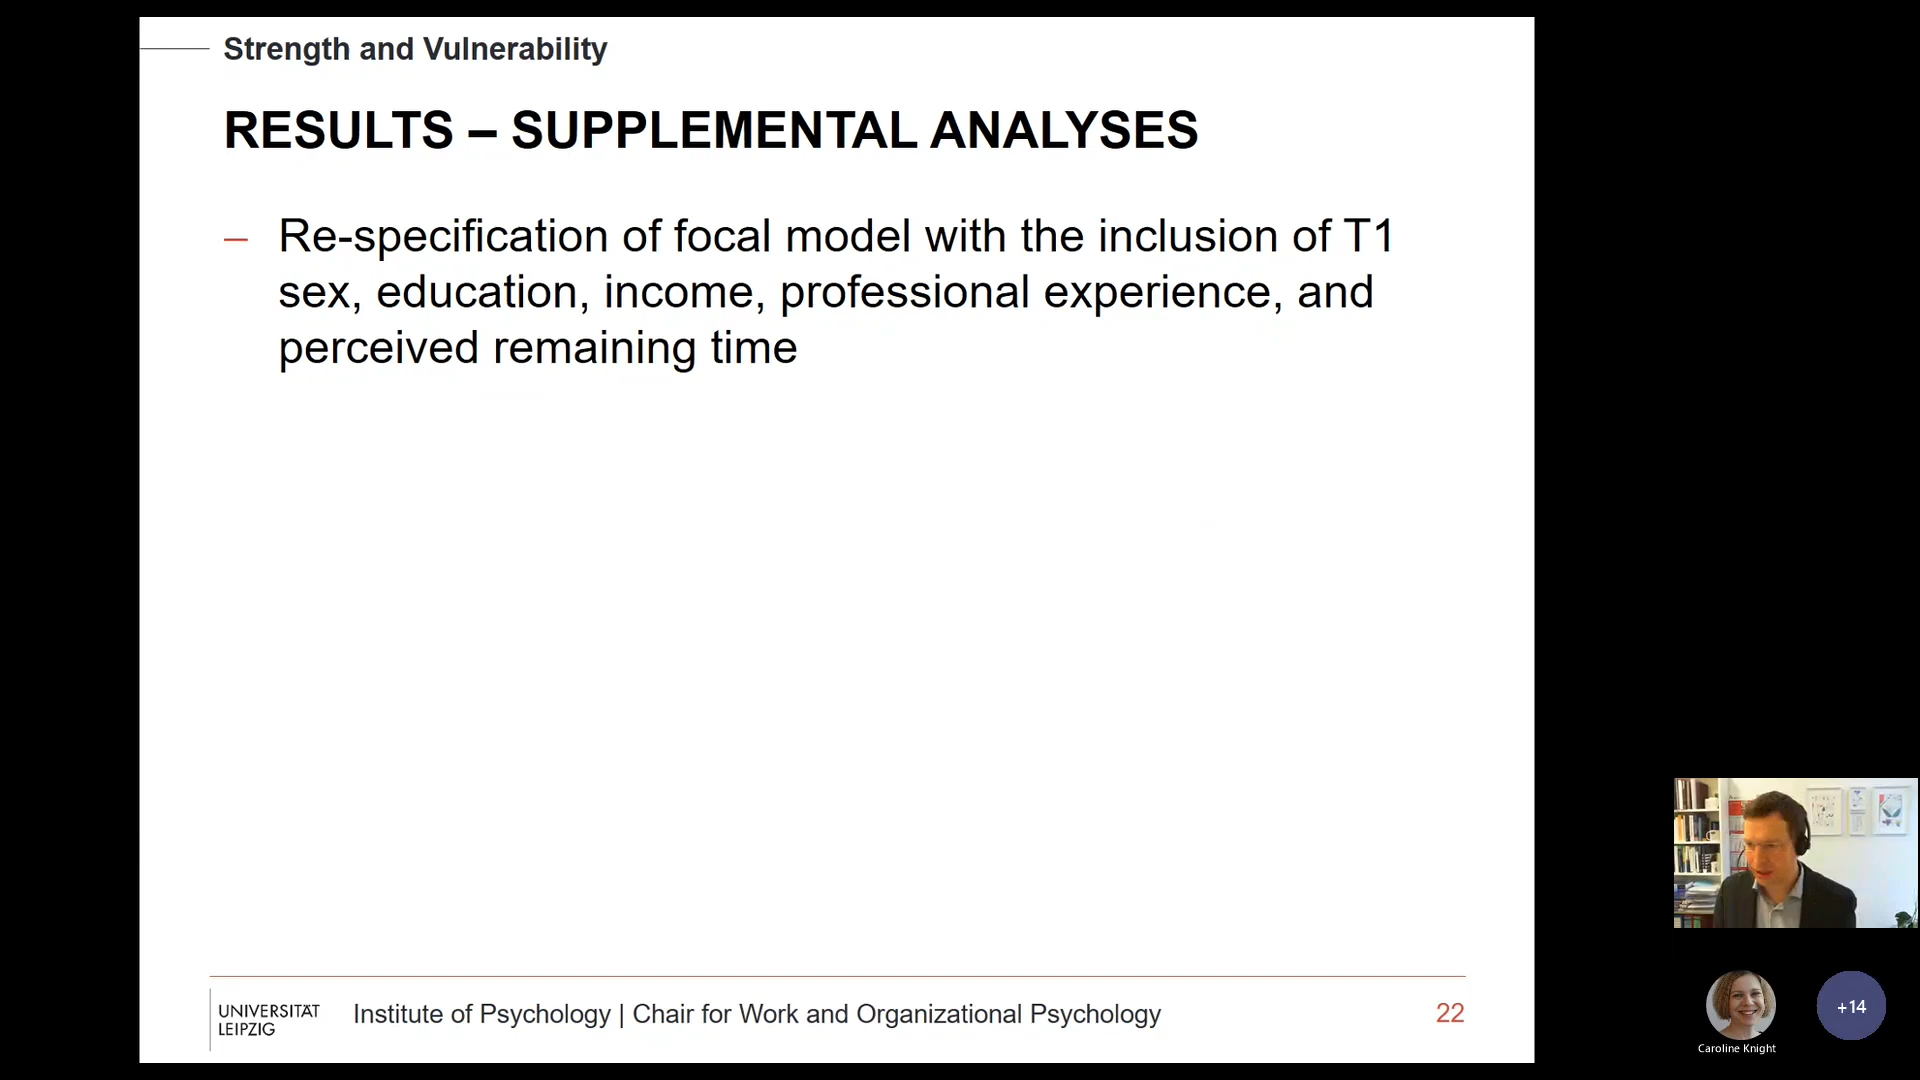 Strength and Vulnerability
RESULTS – SUPPLEMENTAL ANALYSES
– Re-specification of focal model with the inclusion of T1
sex, education, income, professional experience, and
perceived remaining time
UNIVERSITÄT
LEIPZIG
Institute of Psychology | Chair for Work and Organizational Psychology
22
+14
Caroline Knight